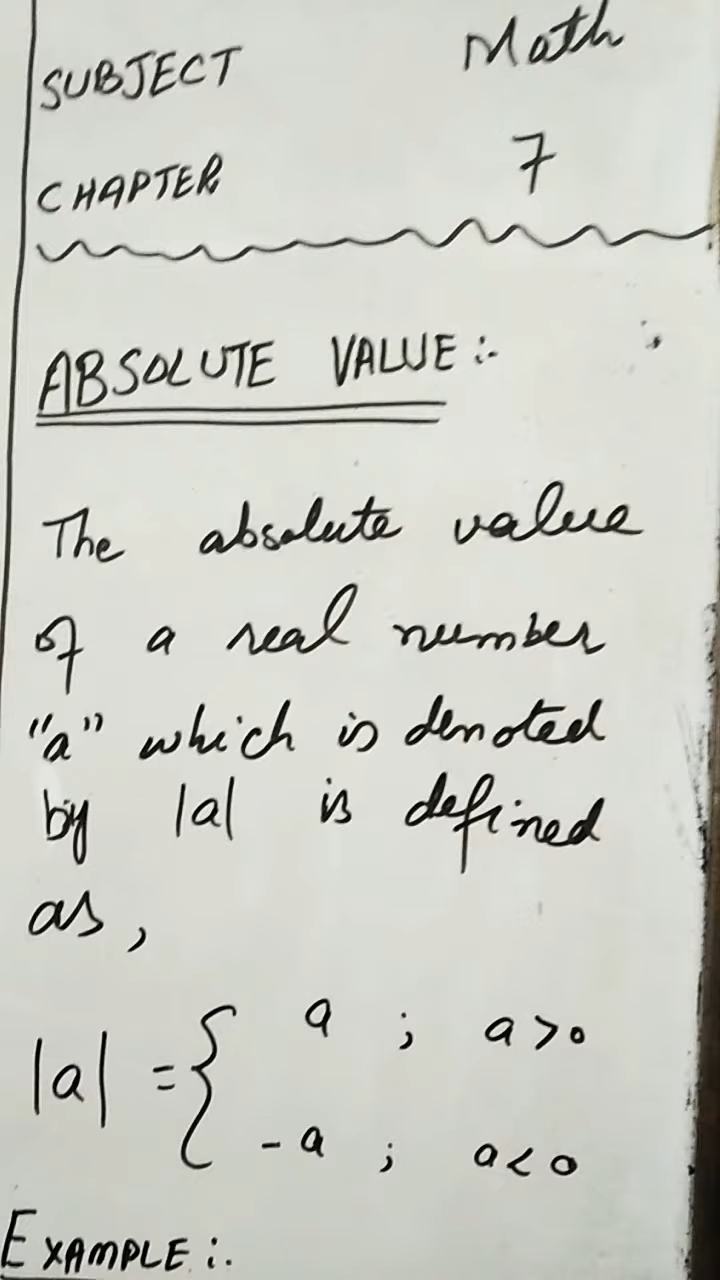 SUBJECT Math
CHAPTER 7
ABSOLUTE VALUE :-
The absolute value
of a real number
"a" which is denoted
by |a| is defined
as,
|a| = { a ; a>0
-a ; a<0
EXAMPLE :-